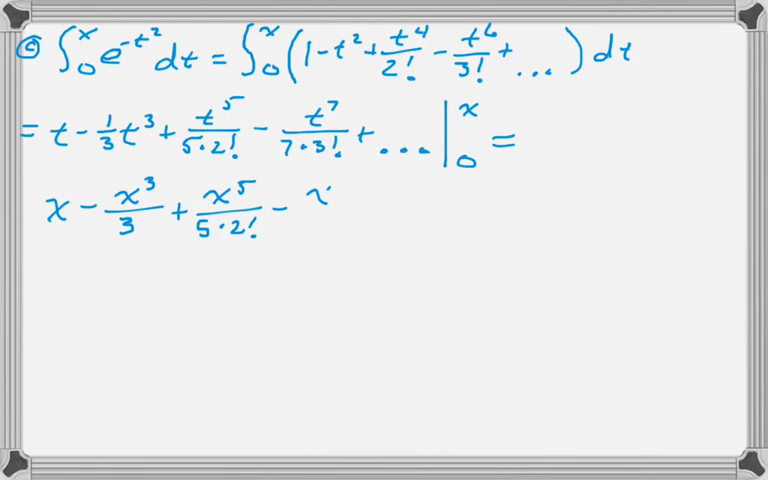 ⓒ ∫₀ˣ e^(-t²) dt = ∫₀ˣ (1 - t² + t⁴/2! - t⁶/3! + ...) dt
= t - 1/3 t³ + t⁵/(5·2!) - t⁷/(7·3!) + ... |₀ˣ =
x - x³/3 + x⁵/(5·2!) -